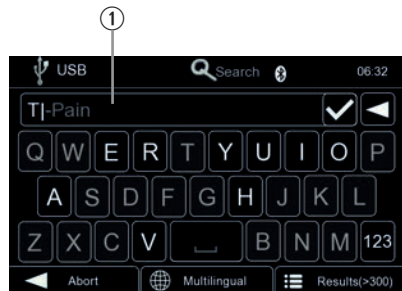 1
USB Search 06:32
T|-Pain
Q W E R T Y U I O P
A S D F G H J K L
Z X C V B N M 123
Abort Multilingual Results(>300)